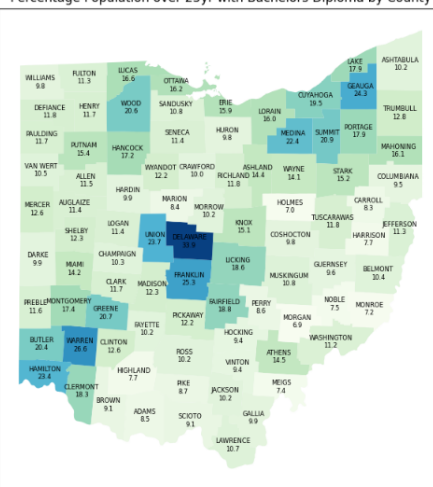 Percentage Population over 25yr with Bachelors Diploma by County
LAKE
17.9
ASHTABULA
10.2
WILLIAMS
9.8
FULTON
11.3
LUCAS
16.6
OTTAWA
16.2
GEAUGA
24.3
CUYAHOGA
19.5
DEFIANCE
11.8
HENRY
11.7
WOOD
20.6
SANDUSKY
10.8
ERIE
15.9
LORAIN
16.0
TRUMBULL
12.8
PAULDING
11.7
PUTNAM
15.4
HANCOCK
17.2
SENECA
11.4
HURON
9.8
MEDINA
22.4
SUMMIT
20.9
PORTAGE
17.9
MAHONING
16.1
VAN WERT
10.5
ALLEN
11.5
WYANDOT
12.2
CRAWFORD
10.0
RICHLAND
11.8
ASHLAND
14.4
WAYNE
14.1
STARK
15.2
COLUMBIANA
9.5
HARDIN
9.9
MERCER
12.6
AUGLAIZE
11.4
MARION
8.4
MORROW
10.2
HOLMES
7.0
CARROLL
8.3
TUSCARAWAS
11.8
JEFFERSON
11.3
SHELBY
12.3
LOGAN
11.4
UNION
23.7
DELAWARE
KNOX
15.1
COSHOCTON
9.8
HARRISON
7.7
DARKE
9.9
MIAMI
14.2
CHAMPAIGN
10.3
LICKING
18.6
GUERNSEY
9.6
BELMONT
10.4
CLARK
11.7
MADISON
12.3
FRANKLIN
25.3
MUSKINGUM
10.8
PREBLE
11.6
MONTGOMERY
17.4
GREENE
20.7
FAIRFIELD
18.8
PERRY
8.6
NOBLE
7.5
MONROE
7.2
FAYETTE
10.2
PICKAWAY
12.2
MORGAN
6.9
BUTLER
20.4
WARREN
26.6
CLINTON
12.6
HOCKING
9.4
WASHINGTON
11.2
ROSS
10.2
VINTON
9.4
ATHENS
14.5
HAMILTON
23.4
HIGHLAND
7.7
CLERMONT
18.3
PIKE
8.7
JACKSON
10.2
MEIGS
7.4
BROWN
9.1
ADAMS
8.5
SCIOTO
9.1
GALLIA
9.9
LAWRENCE
10.7